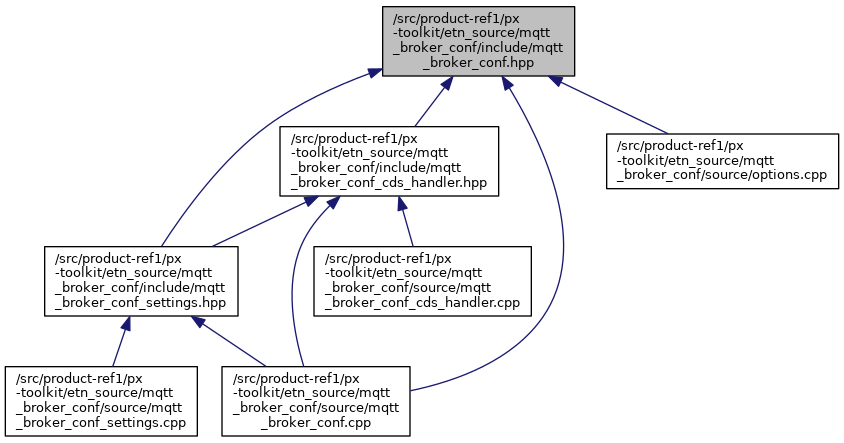 /src/product-ref1/px
-toolkit/etn_source/mqtt
_broker_conf/include/mqtt
_broker_conf.hpp
/src/product-ref1/px
-toolkit/etn_source/mqtt
_broker_conf/include/mqtt
_broker_conf_cds_handler.hpp
/src/product-ref1/px
-toolkit/etn_source/mqtt
_broker_conf/source/options.cpp
/src/product-ref1/px
-toolkit/etn_source/mqtt
_broker_conf/include/mqtt
_broker_conf_settings.hpp
/src/product-ref1/px
-toolkit/etn_source/mqtt
_broker_conf/source/mqtt
_broker_conf_cds_handler.cpp
/src/product-ref1/px
-toolkit/etn_source/mqtt
_broker_conf/source/mqtt
_broker_conf_settings.cpp
/src/product-ref1/px
-toolkit/etn_source/mqtt
_broker_conf/source/mqtt
_broker_conf.cpp